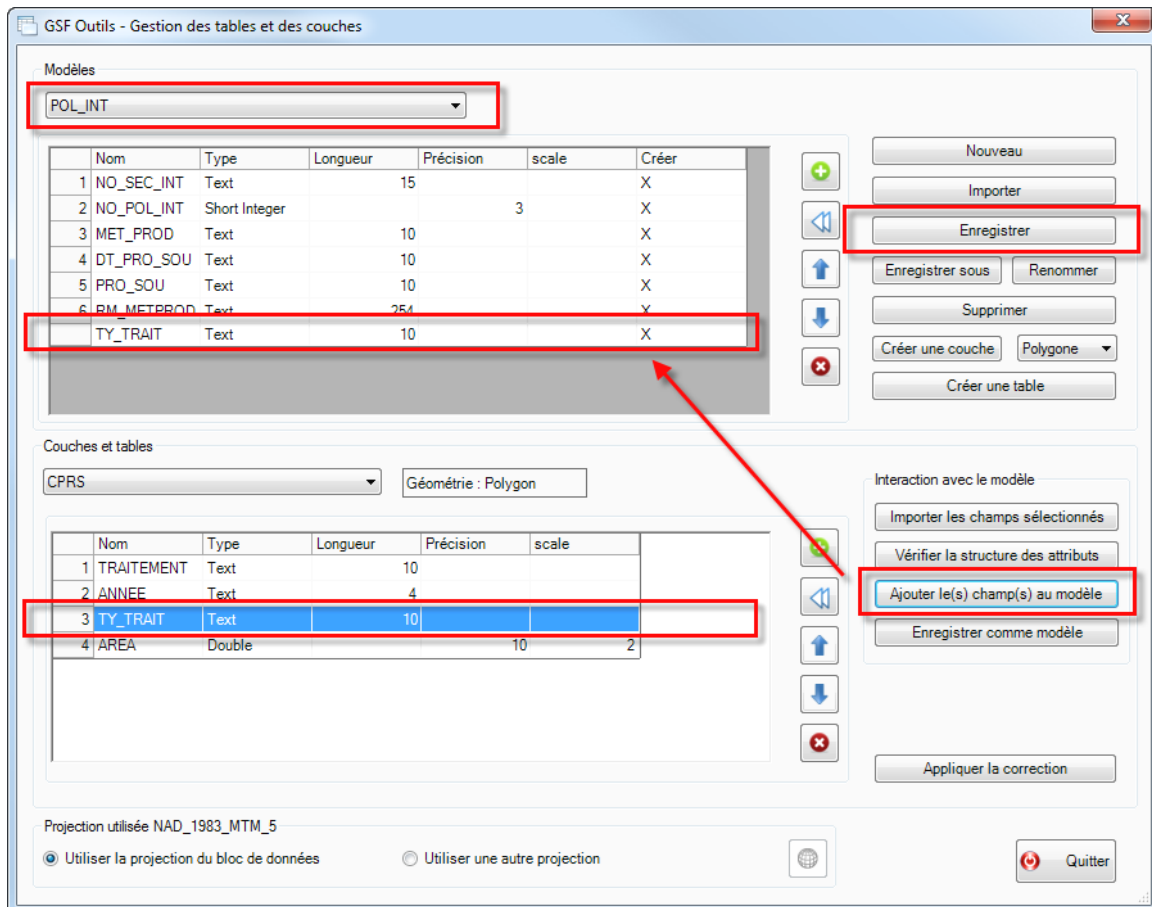 GSF Outils - Gestion des tables et des couches
x
Modèles
POL_INT
Nom Type Longueur Précision scale Créer
1 NO_SEC_INT Text 15 X
2 NO_POL_INT Short Integer 3 X
3 MET_PROD Text 10 X
4 DT_PRO_SOU Text 10 X
5 PRO_SOU Text 10 X
6 RM_METPROD Text 254 X
TY_TRAIT Text 10 X
Nouveau
Importer
Enregistrer
Enregistrer sous Renommer
Supprimer
Créer une couche Polygone
Créer une table
Couches et tables
CPRS Géométrie : Polygon
Nom Type Longueur Précision scale
1 TRAITEMENT Text 10
2 ANNEE Text 4
3 TY_TRAIT Text 10
4 AREA Double 10 2
Interaction avec le modèle
Importer les champs sélectionnés
Vérifier la structure des attributs
Ajouter le(s) champ(s) au modèle
Enregistrer comme modèle
Appliquer la correction
Projection utilisée NAD_1983_MTM_5
Utiliser la projection du bloc de données Utiliser une autre projection
Quitter